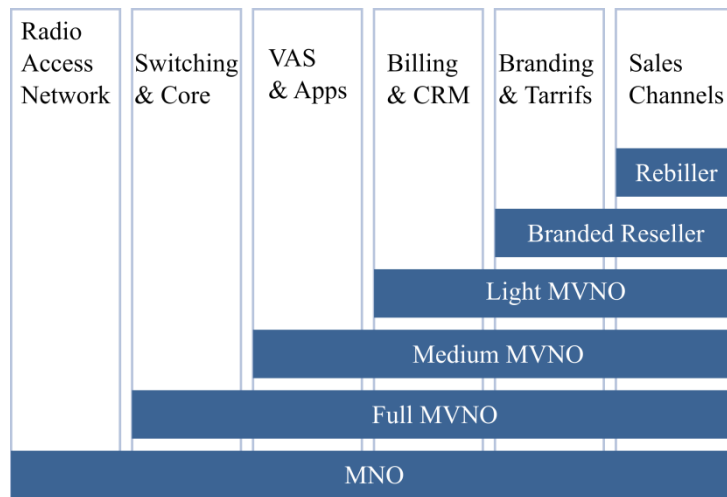 Radio
Access
Network
Switching
& Core
VAS
& Apps
Billing
& CRM
Branding
& Tarrifs
Sales
Channels
Rebiller
Branded Reseller
Light MVNO
Medium MVNO
Full MVNO
MNO